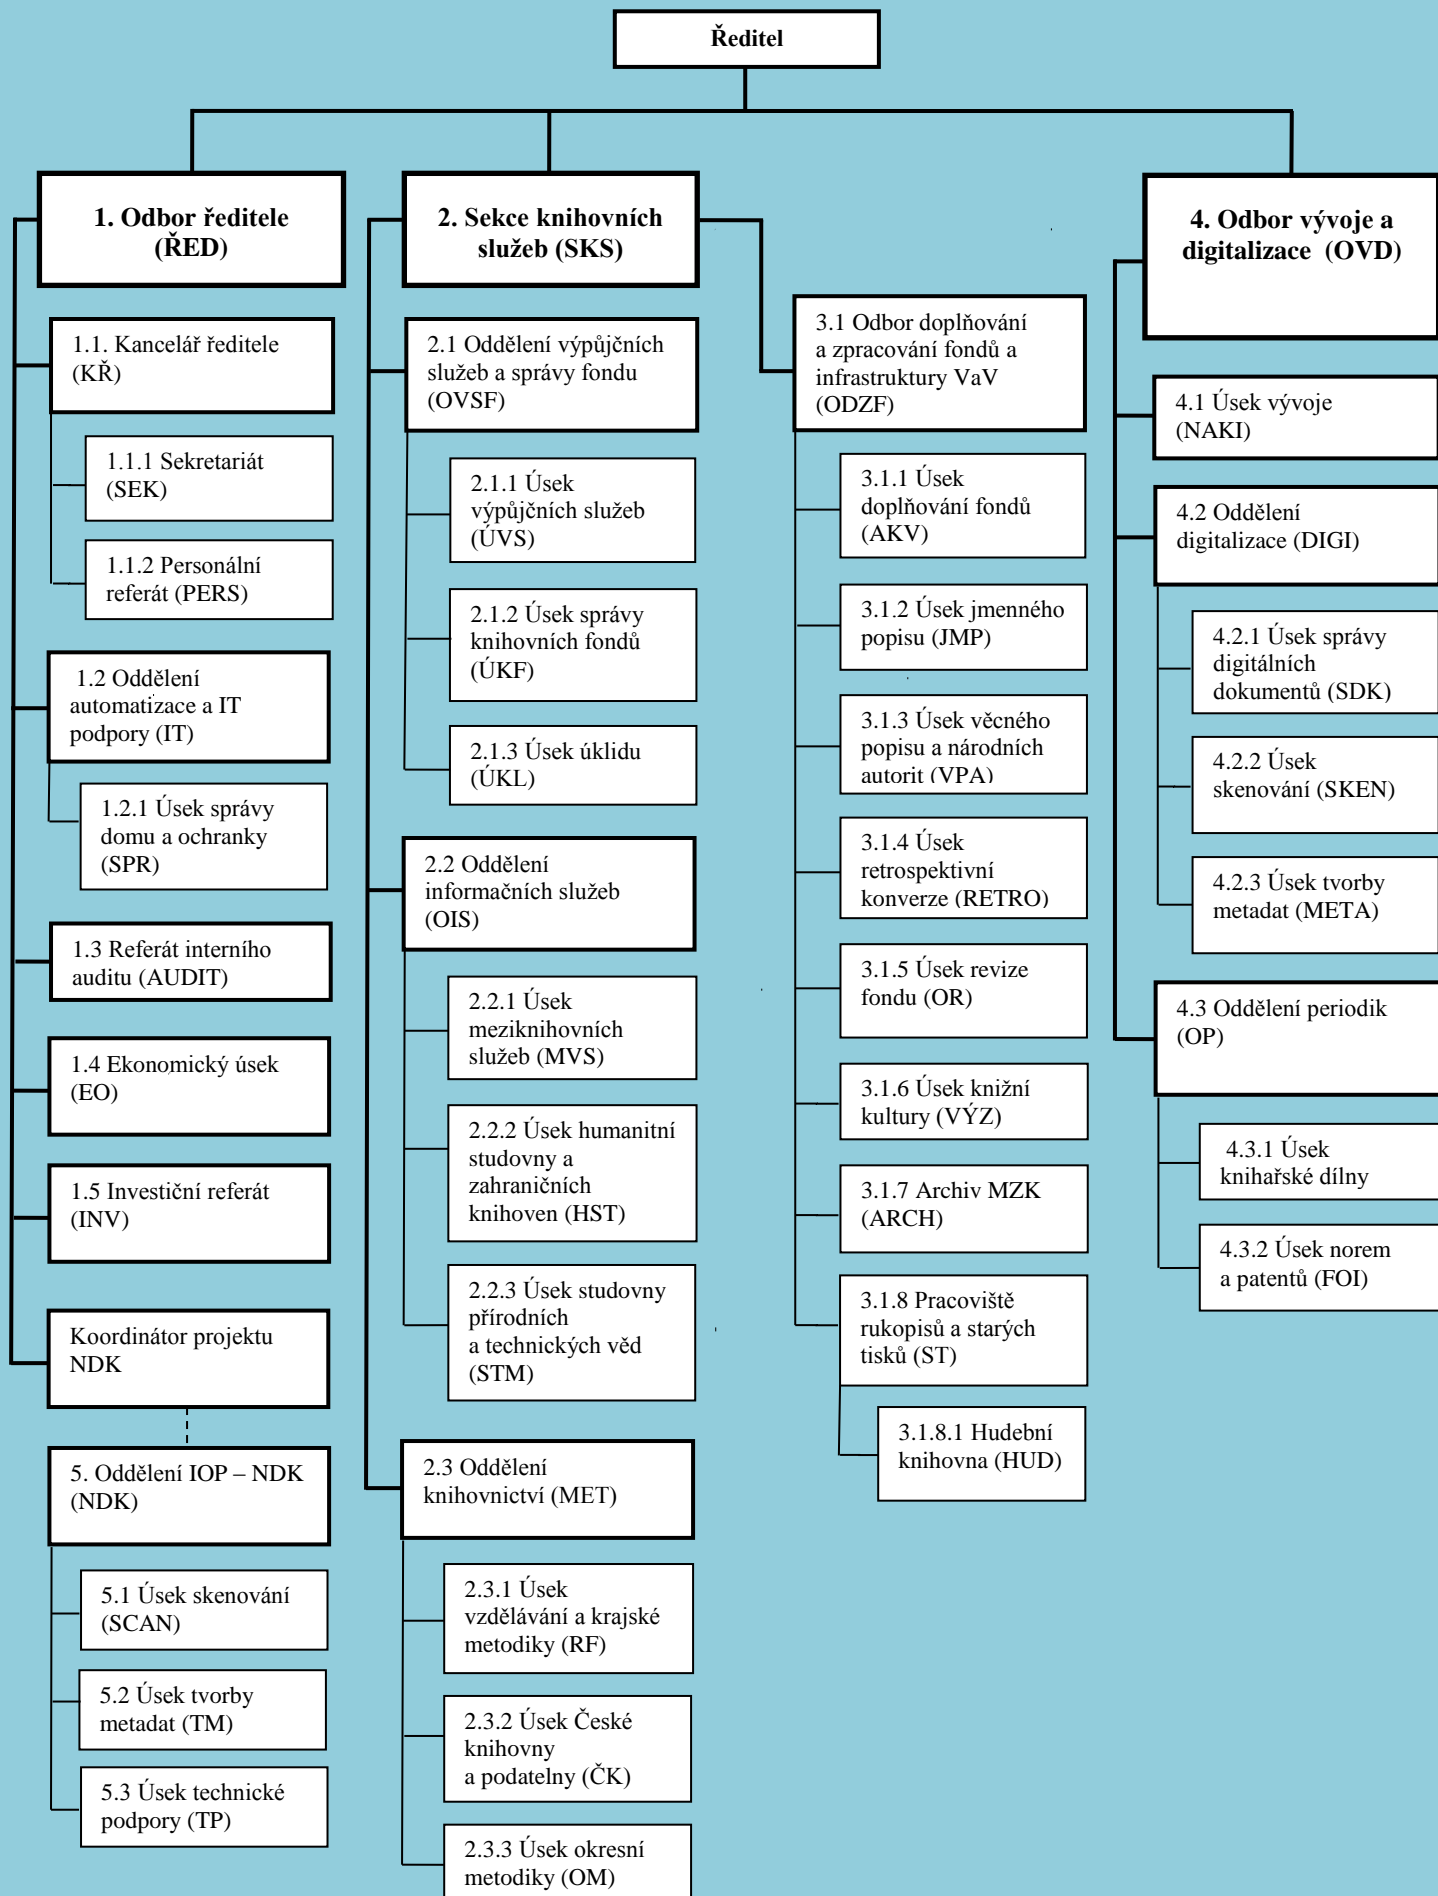 Ředitel
1. Odbor ředitele
(ŘED)
1.1. Kancelář ředitele
(KŘ)
1.1.1 Sekretariát
(SEK)
1.1.2 Personální
referát (PERS)
1.2 Oddělení
automatizace a IT
podpory (IT)
1.2.1 Úsek správy
domu a ochranky
(SPR)
1.3 Referát interního
auditu (AUDIT)
1.4 Ekonomický úsek
(EO)
1.5 Investiční referát
(INV)
Koordinátor projektu
NDK
5. Oddělení IOP – NDK
(NDK)
5.1 Úsek skenování
(SCAN)
5.2 Úsek tvorby
metadat (TM)
5.3 Úsek technické
podpory (TP)
2. Sekce knihovních
služeb (SKS)
2.1 Oddělení výpůjčních
služeb a správy fondu
(OVSF)
2.1.1 Úsek
výpůjčních služeb
(ÚVS)
2.1.2 Úsek správy
knihovních fondů
(ÚKF)
2.1.3 Úsek úklidu
(ÚKL)
2.2 Oddělení
informačních služeb
(OIS)
2.2.1 Úsek
meziknihovních
služeb (MVS)
2.2.2 Úsek humanitní
studovny a
zahraničních
knihoven (HST)
2.2.3 Úsek studovny
přírodních
a technických věd
(STM)
2.3 Oddělení
knihovnictví (MET)
2.3.1 Úsek
vzdělávání a krajské
metodiky (RF)
2.3.2 Úsek České
knihovny
a podatelny (ČK)
2.3.3 Úsek okresní
metodiky (OM)
3.1 Odbor doplňování
a zpracování fondů a
infrastruktury VaV
(ODZF)
3.1.1 Úsek
doplňování fondů
(AKV)
3.1.2 Úsek jmenného
popisu (JMP)
3.1.3 Úsek věcného
popisu a národních
autorit (VPA)
3.1.4 Úsek
retrospektivní
konverze (RETRO)
3.1.5 Úsek revize
fondu (OR)
3.1.6 Úsek knižní
kultury (VÝZ)
3.1.7 Archiv MZK
(ARCH)
3.1.8 Pracoviště
rukopisů a starých
tisků (ST)
3.1.8.1 Hudební
knihovna (HUD)
4. Odbor vývoje a
digitalizace (OVD)
4.1 Úsek vývoje
(NAKI)
4.2 Oddělení
digitalizace (DIGI)
4.2.1 Úsek správy
digitálních
dokumentů (SDK)
4.2.2 Úsek
skenování (SKEN)
4.2.3 Úsek tvorby
metadat (META)
4.3 Oddělení periodik
(OP)
4.3.1 Úsek
knihařské dílny
4.3.2 Úsek norem
a patentů (FOI)